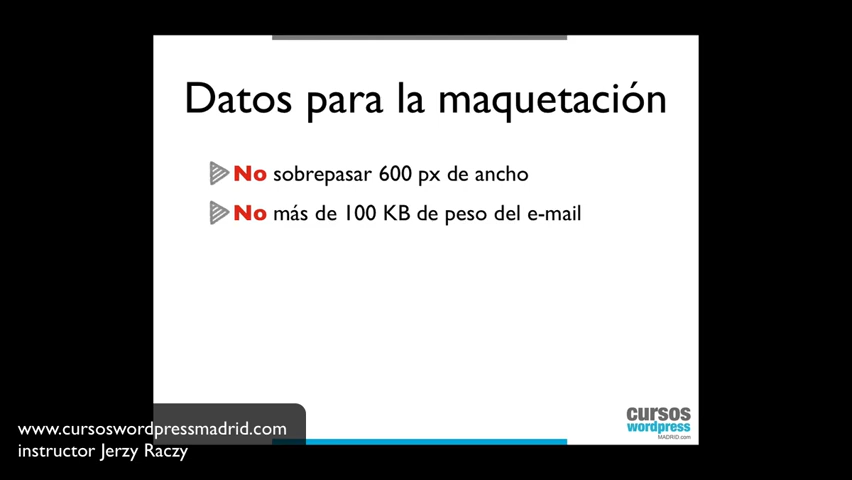 Datos para la maquetación
No sobrepasar 600 px de ancho
No más de 100 KB de peso del e-mail
cursos
wordpress
MADRID.com
www.cursoswordpressmadrid.com
instructor Jerzy Raczy